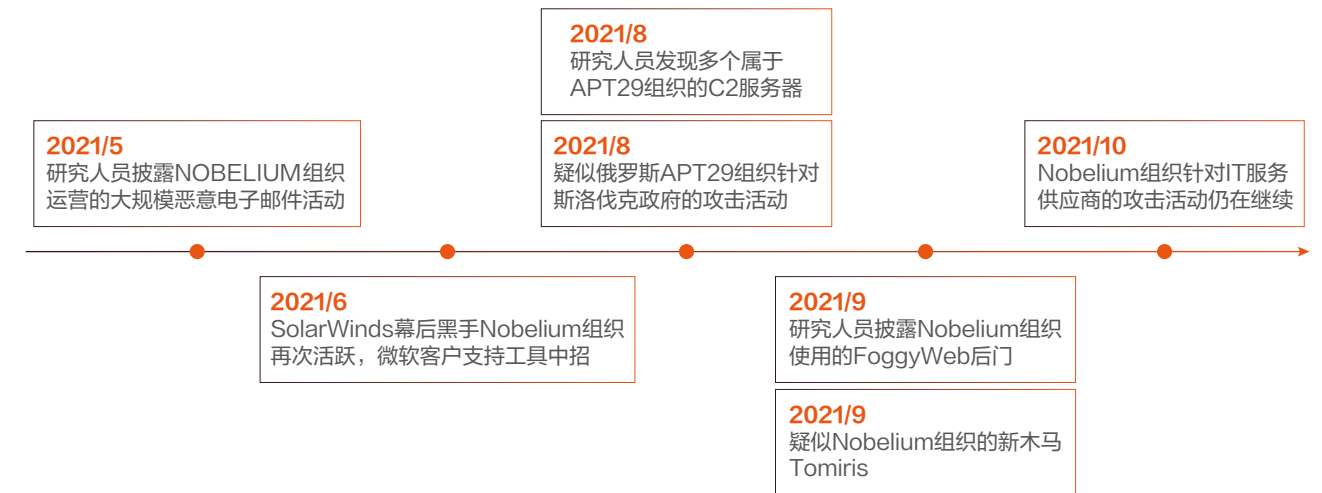 2021/8
研究人员发现多个属于
APT29组织的C2服务器
2021/5
研究人员披露NOBELIUM组织
运营的大规模恶意电子邮件活动
2021/8
疑似俄罗斯APT29组织针对
斯洛伐克政府的攻击活动
2021/10
Nobelium组织针对IT服务
供应商的攻击活动仍在继续
2021/6
SolarWinds幕后黑手Nobelium组织
再次活跃，微软客户支持工具中招
2021/9
研究人员披露Nobelium组织
使用的FoggyWeb后门
2021/9
疑似Nobelium组织的新木马
Tomiris